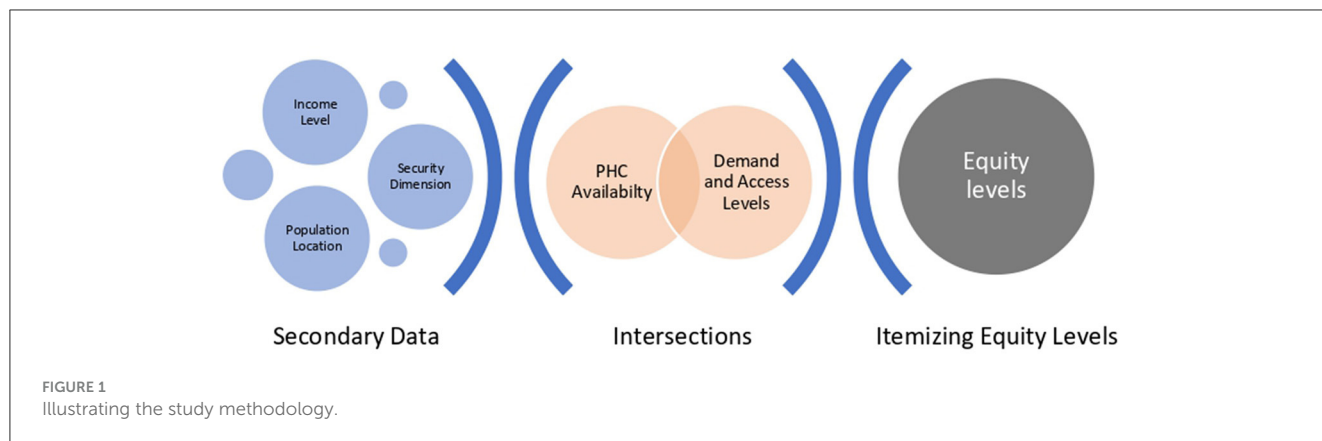 Income
Level
Security
Dimension
Population
Location
PHC
Availabilty
Demand
and Access
Levels
Equity
levels
Secondary Data
Intersections
Itemizing Equity Levels
FIGURE 1
Illustrating the study methodology.